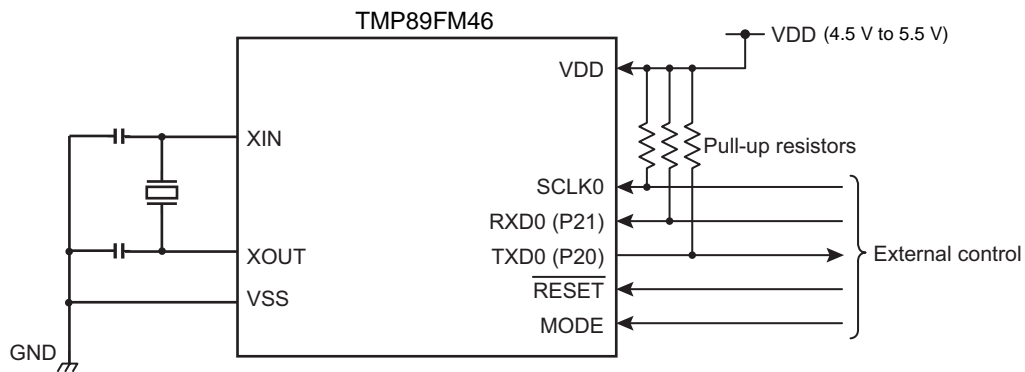 TMP89FM46
VDD (4.5 V to 5.5 V)
VDD
XIN
Pull-up resistors
SCLK0
RXD0 (P21)
XOUT
TXD0 (P20)
External control
VSS
RESET
MODE
GND